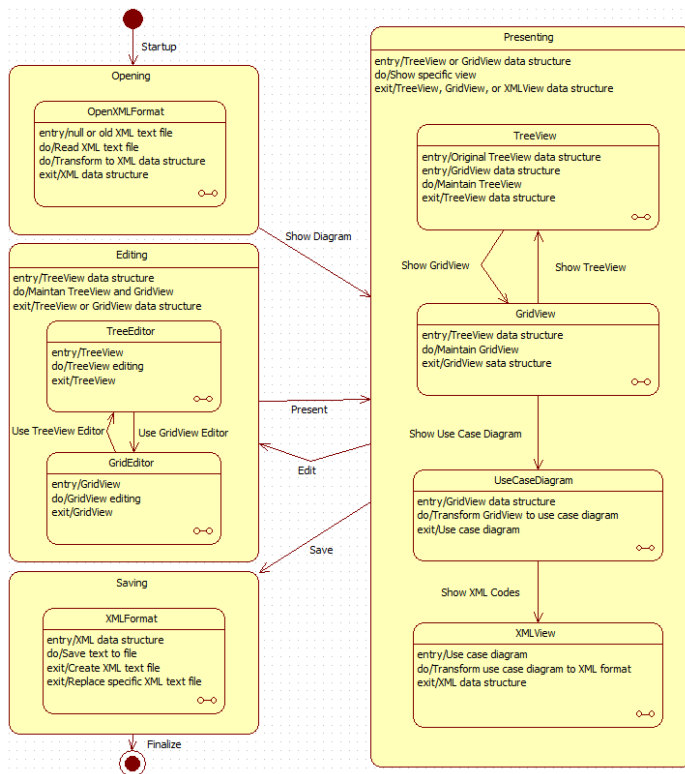 Startup
Opening
OpenXMLFormat
entry/null or old XML text file
do/Read XML text file
do/Transform to XML data structure
exit/XML data structure
Show Diagram
Editing
entry/TreeView data structure
do/Maintan TreeView and GridView
exit/TreeView or GridView data structure
TreeEditor
entry/TreeView
do/TreeView editing
exit/TreeView
Use TreeView Editor
Use GridView Editor
GridEditor
entry/GridView
do/GridView editing
exit/GridView
Present
Edit
Save
Saving
XMLFormat
entry/XML data structure
do/Save text to file
exit/Create XML text file
exit/Replace specific XML text file
Finalize
Presenting
entry/TreeView or GridView data structure
do/Show specific view
exit/TreeView, GridView, or XMLView data structure
TreeView
entry/Original TreeView data structure
entry/GridView data structure
do/Maintain TreeView
exit/TreeView data structure
Show GridView
Show TreeView
GridView
entry/TreeView data structure
do/Maintain GridView
exit/GridView sata structure
Show Use Case Diagram
UseCaseDiagram
entry/GridView data structure
do/Transform GridView to use case diagram
exit/Use case diagram
Show XML Codes
XMLView
entry/Use case diagram
do/Transform use case diagram to XML format
exit/XML data structure